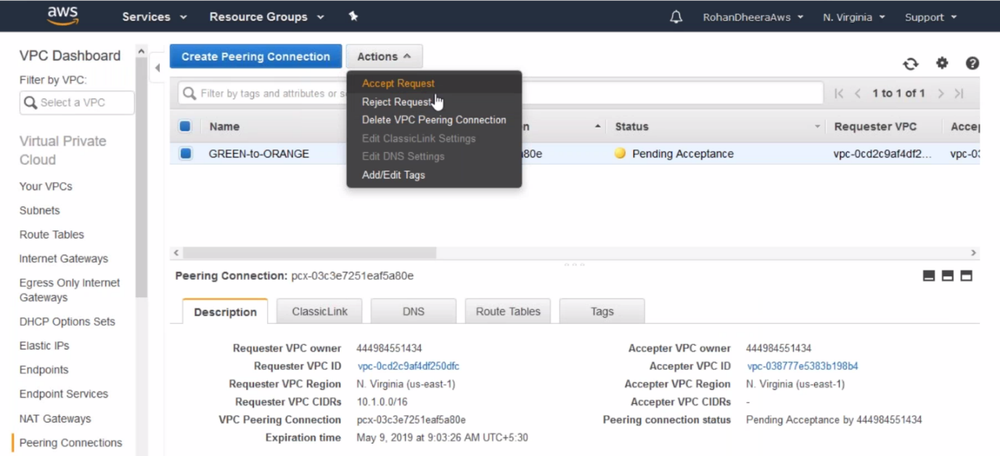 aws Services Resource Groups RohanDheeraAws N. Virginia Support
VPC Dashboard
Filter by VPC:
Select a VPC
Virtual Private
Cloud
Your VPCs
Subnets
Route Tables
Internet Gateways
Egress Only Internet
Gateways
DHCP Options Sets
Elastic IPs
Endpoints
Endpoint Services
NAT Gateways
Peering Connections
Create Peering Connection Actions
Accept Request
Reject Request
Delete VPC Peering Connection
Edit ClassicLink Settings
Edit DNS Settings
Add/Edit Tags
Filter by tags and attributes or s
1 to 1 of 1
Name n Status Requester VPC Accep
GREEN-to-ORANGE a80e Pending Acceptance vpc-0cd2c9af4df2... vpc-03
Peering Connection: pcx-03c3e7251eaf5a80e
Description ClassicLink DNS Route Tables Tags
Requester VPC owner 444984551434
Requester VPC ID vpc-0cd2c9af4df250dfc
Requester VPC Region N. Virginia (us-east-1)
Requester VPC CIDRs 10.1.0.0/16
VPC Peering Connection pcx-03c3e7251eaf5a80e
Expiration time May 9, 2019 at 9:03:26 AM UTC+5:30
Accepter VPC owner 444984551434
Accepter VPC ID vpc-038777e5383b198b4
Accepter VPC Region N. Virginia (us-east-1)
Accepter VPC CIDRs -
Peering connection status Pending Acceptance by 444984551434